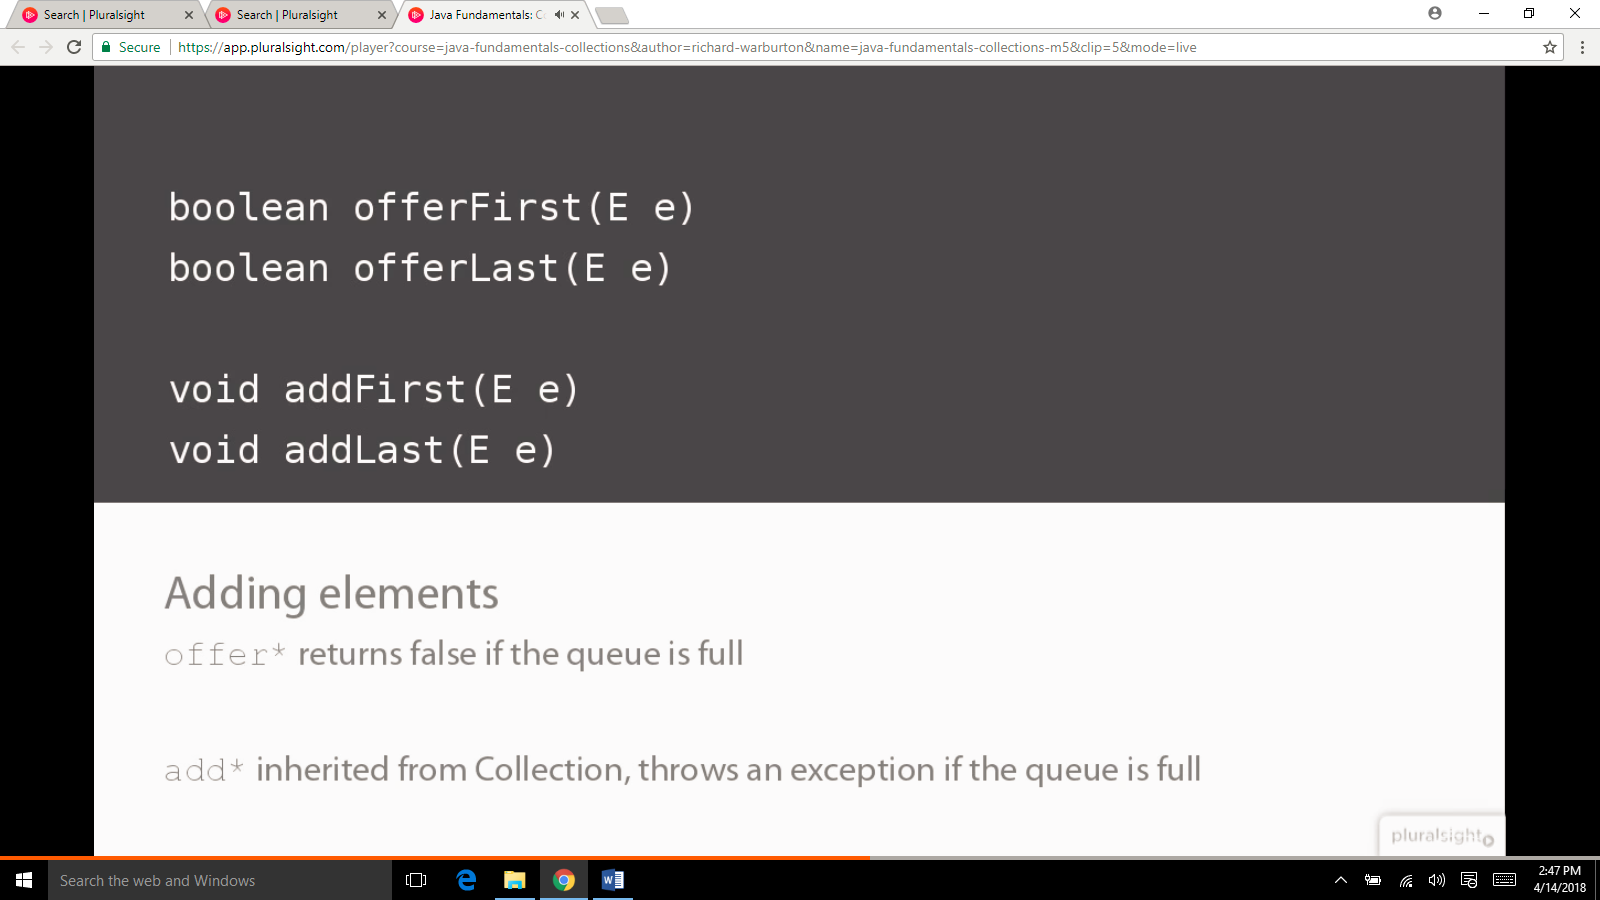 Search | Pluralsight
Search | Pluralsight
Java Fundamentals: C
Secure
https://app.pluralsight.com/player?course=java-fundamentals-collections&author=richard-warburton&name=java-fundamentals-collections-m5&clip=5&mode=live
boolean offerFirst(E e)
boolean offerLast(E e)
void addFirst(E e)
void addLast(E e)
Adding elements
offer* returns false if the queue is full
add* inherited from Collection, throws an exception if the queue is full
pluralsight
Search the web and Windows
2:47 PM
4/14/2018